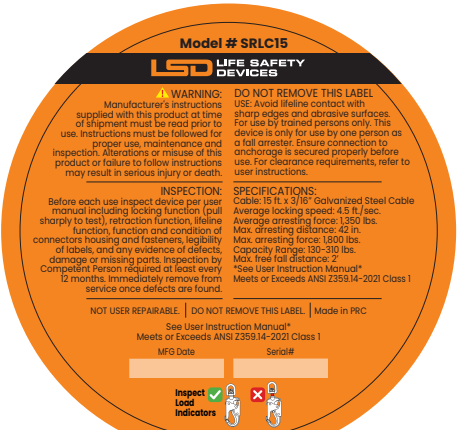 Model # SRLC15
LSD LIFE SAFETY
DEVICES
WARNING:
Manufacturer's instructions
supplied with this product at time
of shipment must be read prior to
use. Instructions must be followed for
proper use, maintenance and
inspection. Alterations or misuse of this
product or failure to follow instructions
may result in serious injury or death.
DO NOT REMOVE THIS LABEL
USE: Avoid lifeline contact with
sharp edges and abrasive surfaces.
For use by trained persons only. This
device is only for use by one person as
a fall arrester. Ensure connection to
anchorage is secured properly before
use. For clearance requirements, refer to
user instructions.
INSPECTION:
Before each use inspect device per user
manual including locking function (pull
sharply to test), retraction function, lifeline
function, function and condition of
connectors housing and fasteners, legibility
of labels, and any evidence of defects,
damage or missing parts. Inspection by
Competent Person required at least every
12 months. Immediately remove from
service once defects are found.
SPECIFICATIONS:
Cable: 15 ft. x 3/16" Galvanized Steel Cable
Average locking speed: 4.5 ft./sec.
Average arresting force: 1,350 lbs.
Max. arresting distance: 42 in.
Max. arresting force: 1,800 lbs.
Capacity Range: 130-310 lbs.
Max. free fall distance: 2'
*See User Instruction Manual*
Meets or Exceeds ANSI Z359.14-2021 Class 1
NOT USER REPAIRABLE. | DO NOT REMOVE THIS LABEL. | Made in PRC
See User Instruction Manual*
Meets or Exceeds ANSI Z359.14-2021 Class 1
MFG Date Serial#
Inspect
Load
Indicators